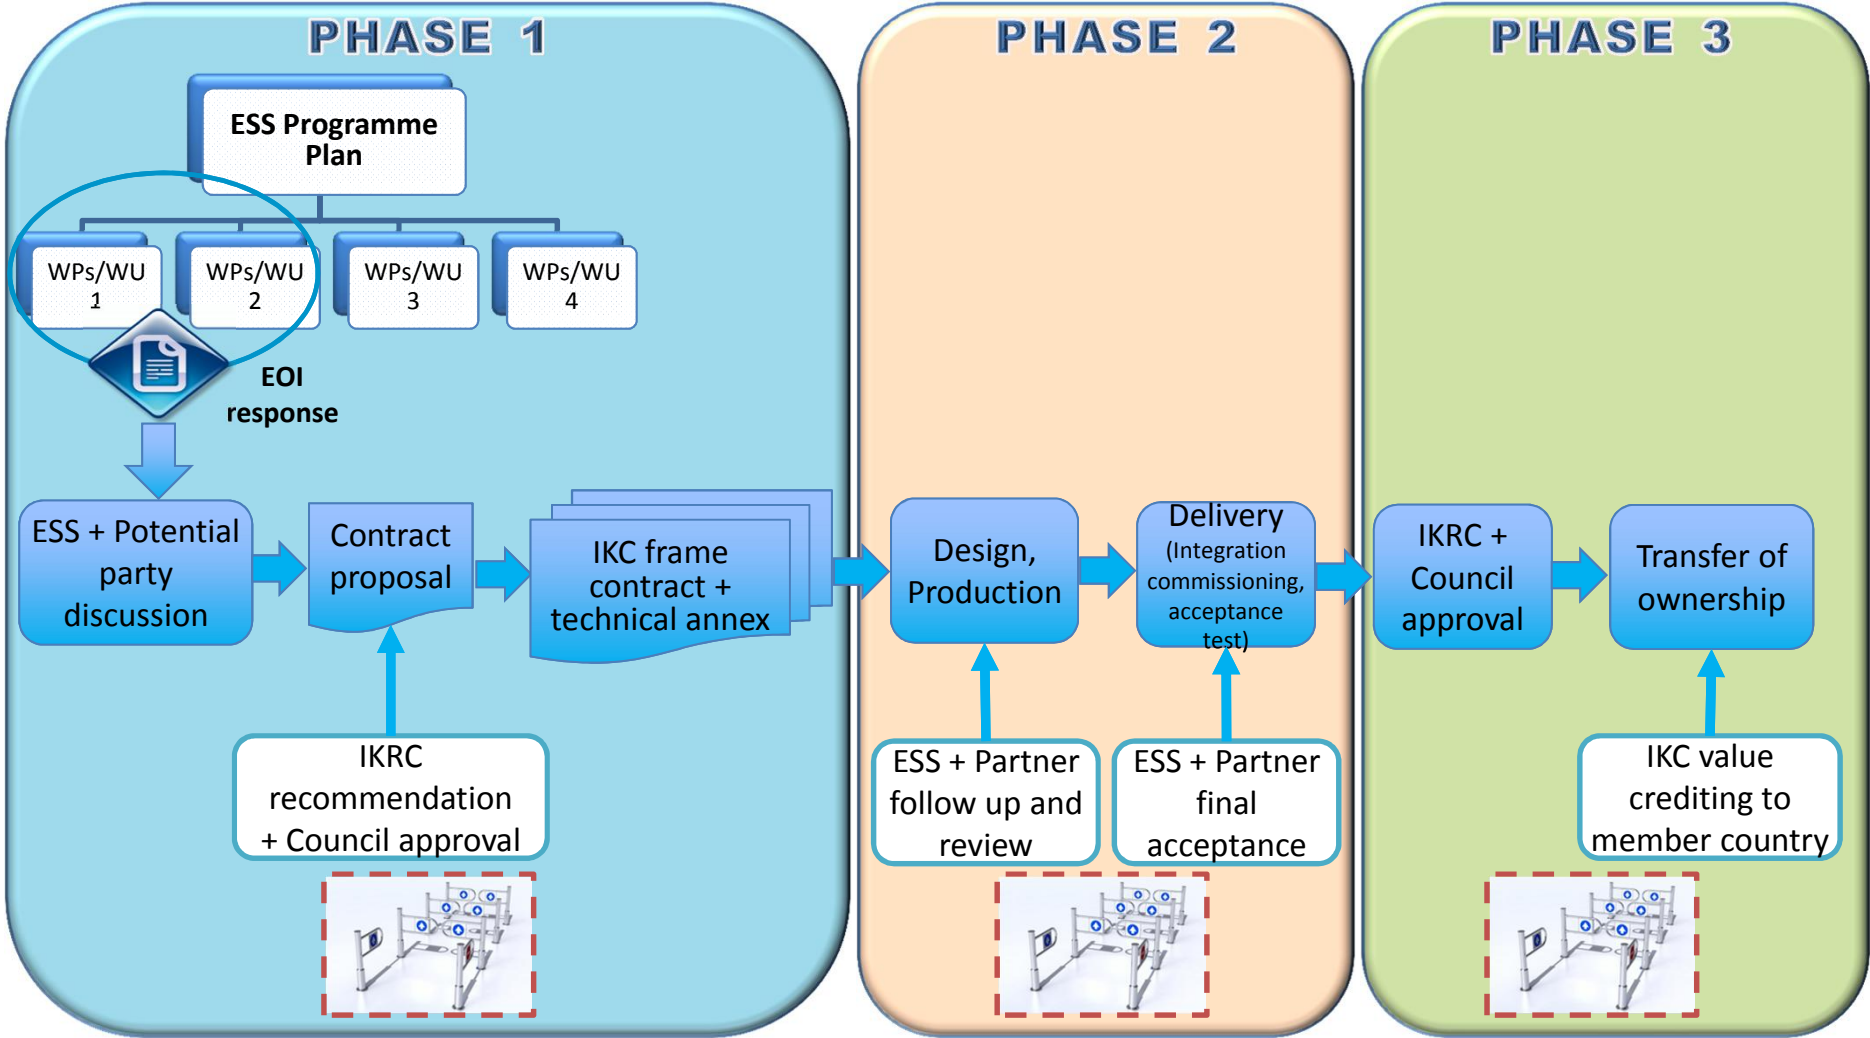 PHASE 1
ESS Programme
Plan
WPs/WU
1
WPs/WU
2
WPs/WU
3
WPs/WU
4
EOI
response
ESS + Potential
party
discussion
Contract
proposal
IKC frame
contract +
technical annex
IKRC
recommendation
+ Council approval
PHASE 2
Design,
Production
Delivery
(Integration
commissioning,
acceptance
test)
ESS + Partner
follow up and
review
ESS + Partner
final
acceptance
PHASE 3
IKRC +
Council
approval
Transfer of
ownership
IKC value
crediting to
member country